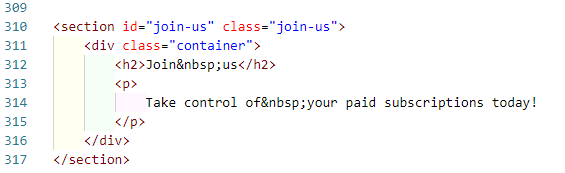 309
310 <section id="join-us" class="join-us">
311 <div class="container">
312 <h2>Join&nbsp;us</h2>
313 <p>
314 Take control of&nbsp;your paid subscriptions today!
315 </p>
316 </div>
317 </section>